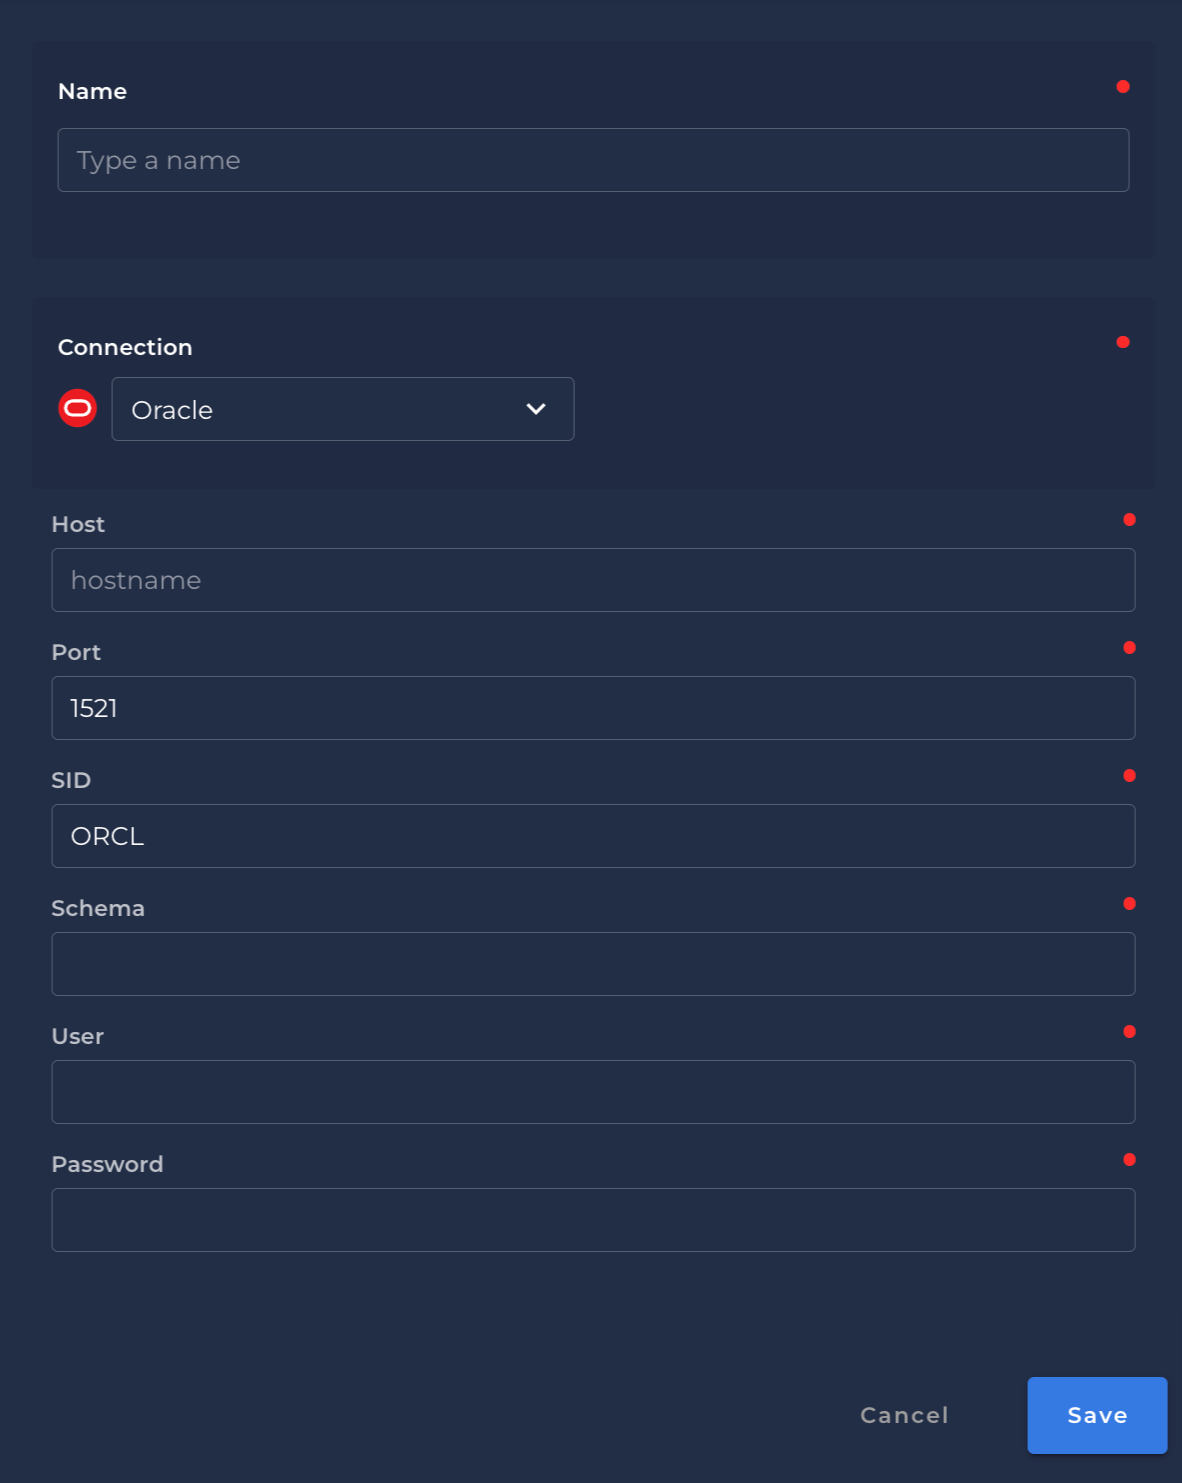 Name
Type a name
Connection
Oracle
Host
hostname
Port
1521
SID
ORCL
Schema
User
Password
Cancel
Save